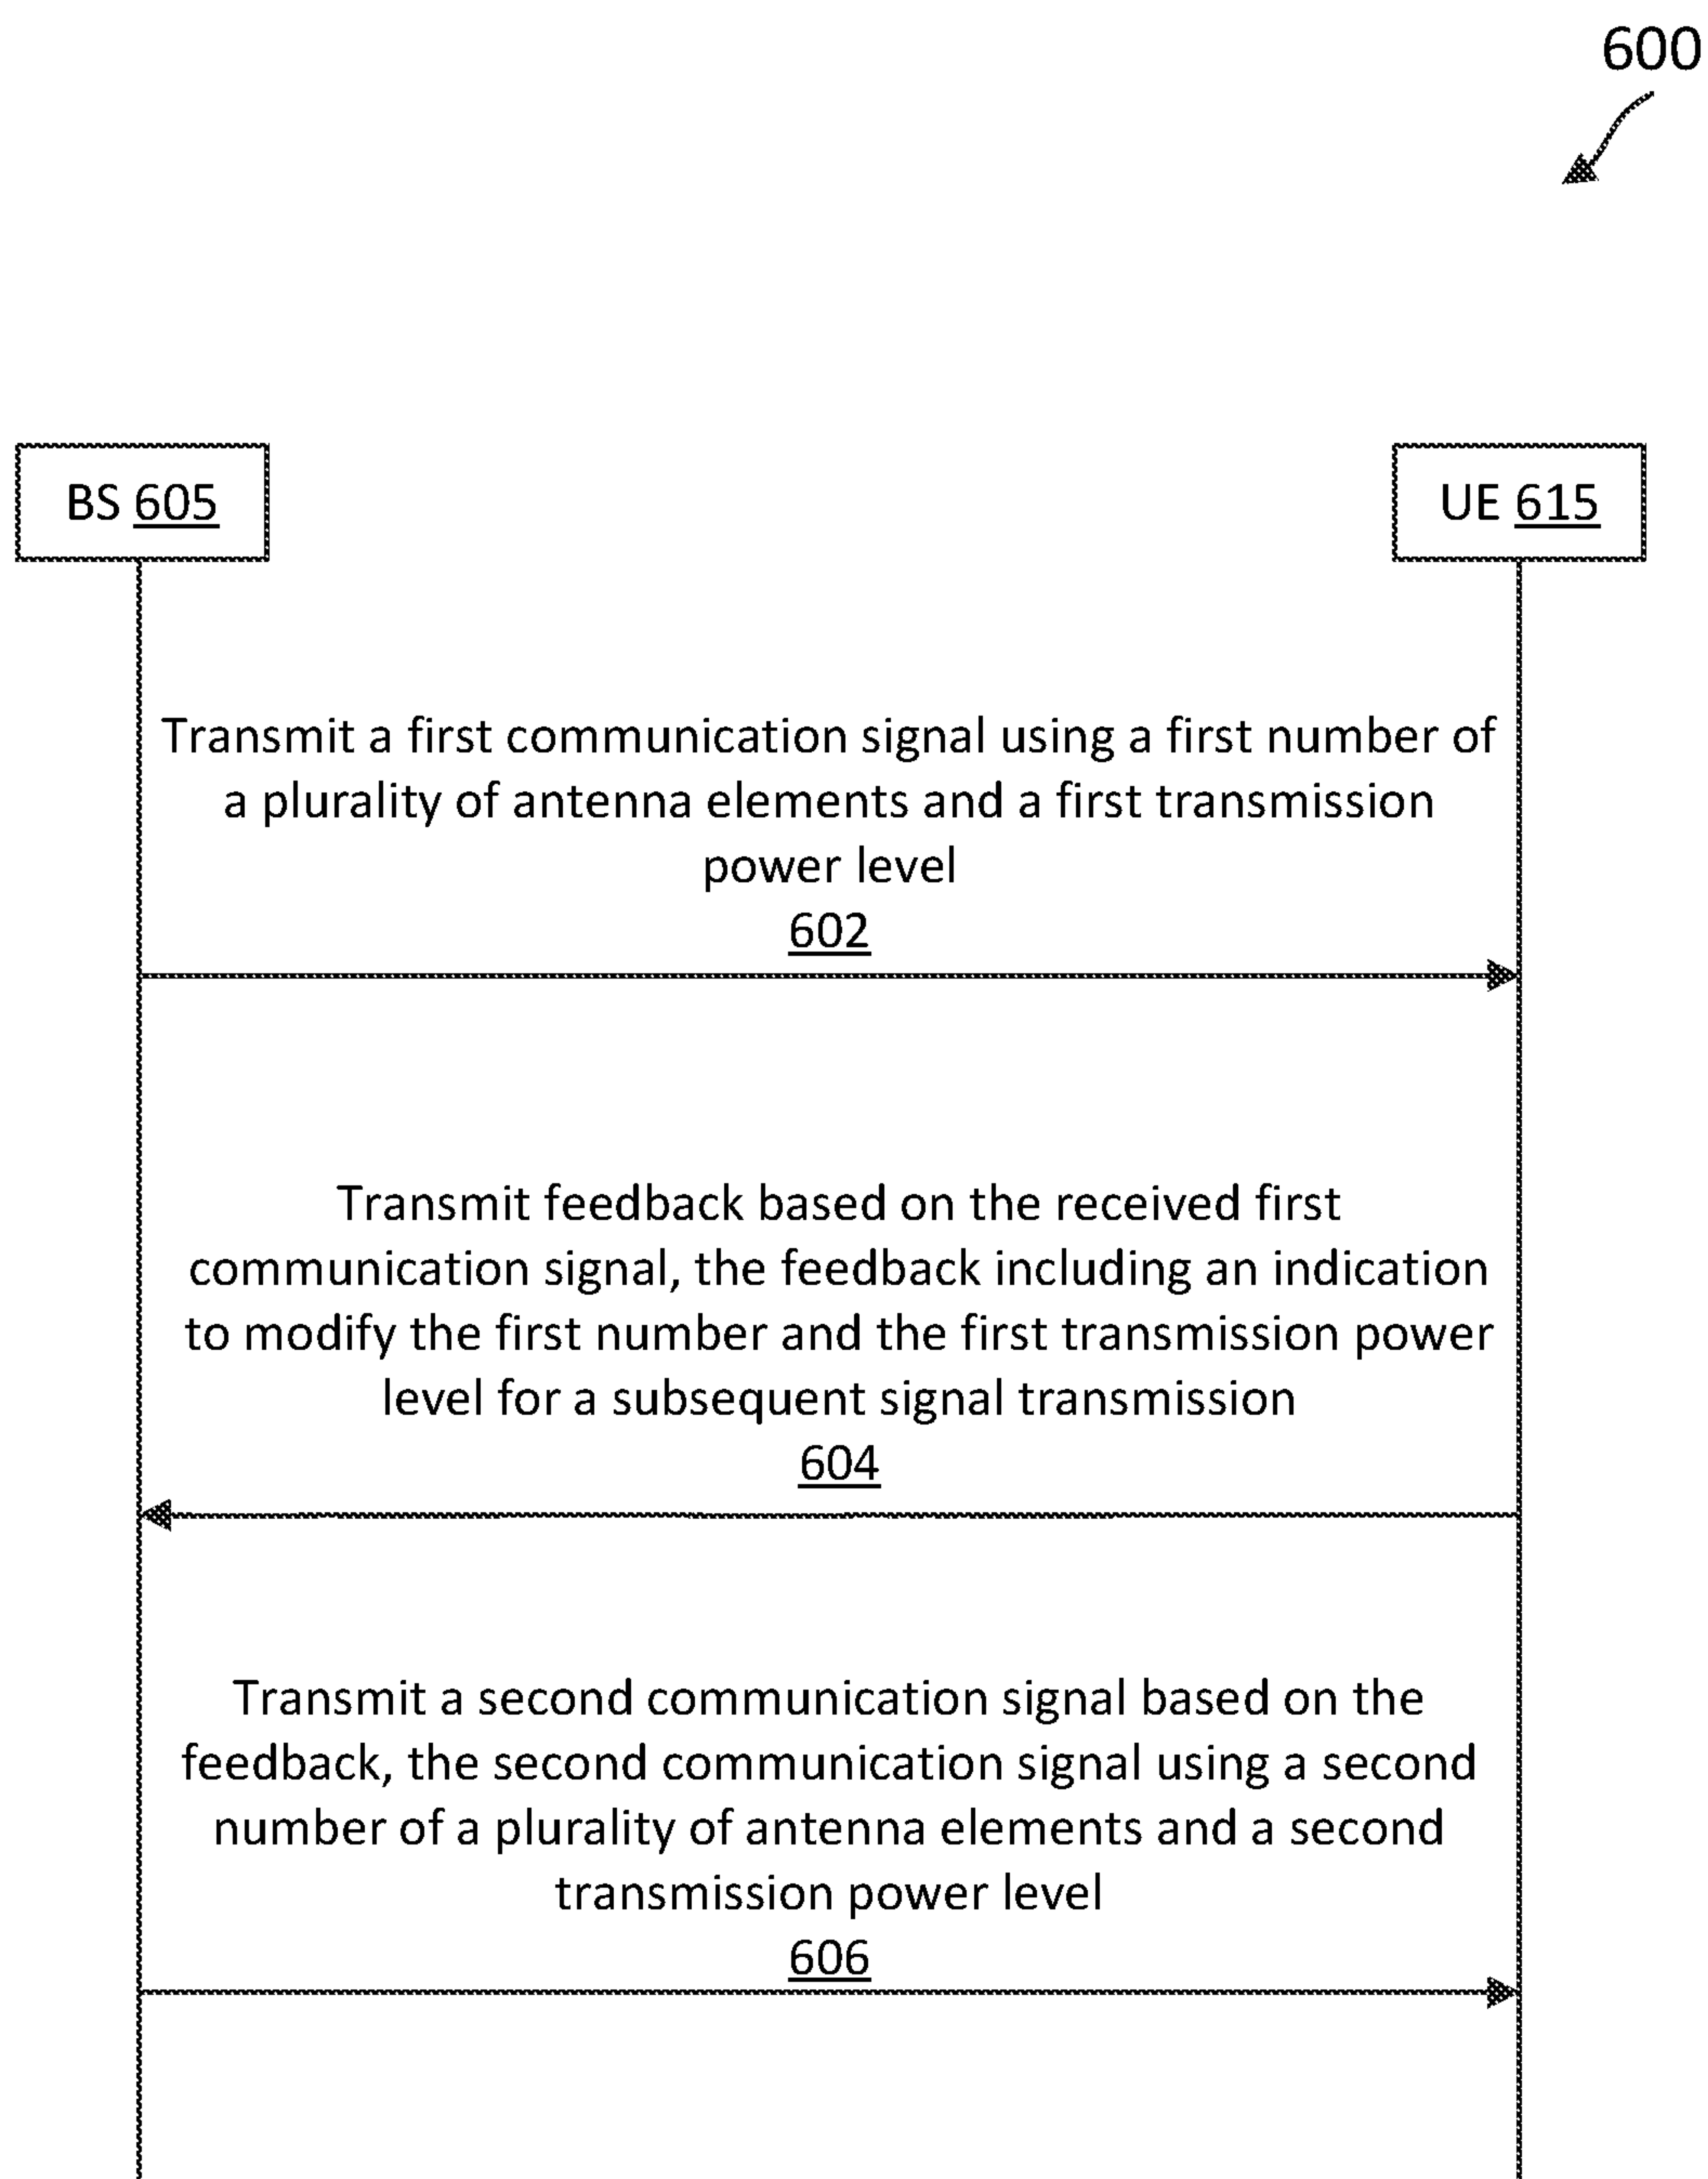 600
BS 605
UE 615
Transmit a first communication signal using a first number of
a plurality of antenna elements and a first transmission
power level
602
Transmit feedback based on the received first
communication signal, the feedback including an indication
to modify the first number and the first transmission power
level for a subsequent signal transmission
604
Transmit a second communication signal based on the
feedback, the second communication signal using a second
number of a plurality of antenna elements and a second
transmission power level
606